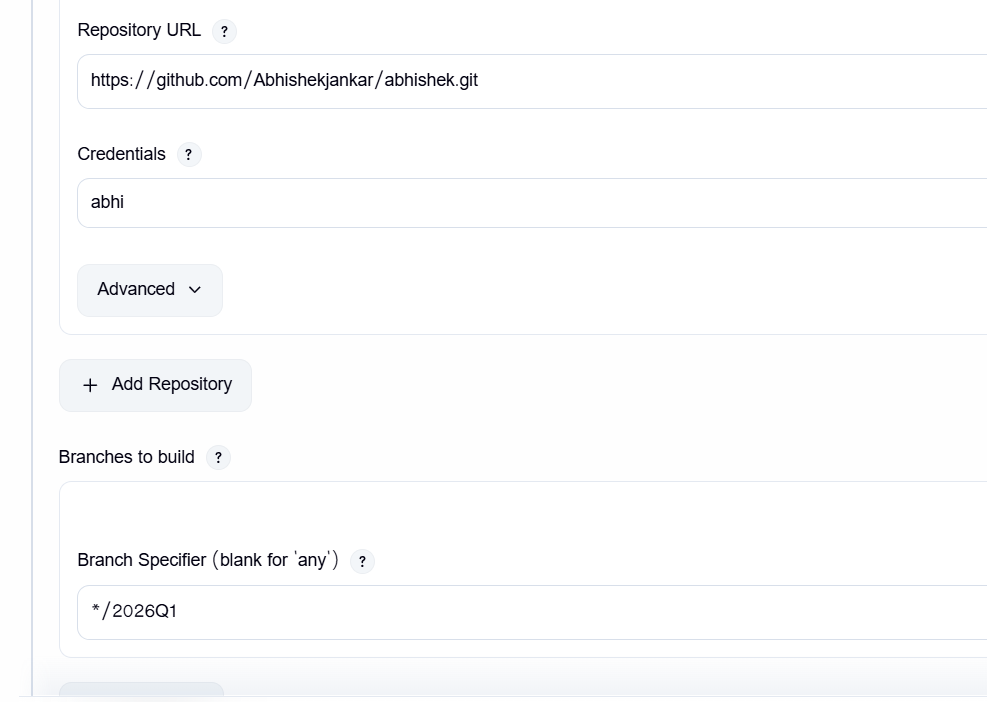 Repository URL ?
https://github.com/Abhishekjankar/abhishek.git
Credentials ?
abhi
Advanced
+ Add Repository
Branches to build ?
Branch Specifier (blank for 'any') ?
*/2026Q1